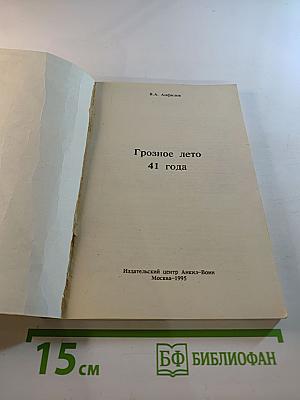 В.А. Анфилов
Грозное лето
41 года
Издательский центр Анкил-Воин
Москва-1995
15 см
БФ БИБЛИОФАН